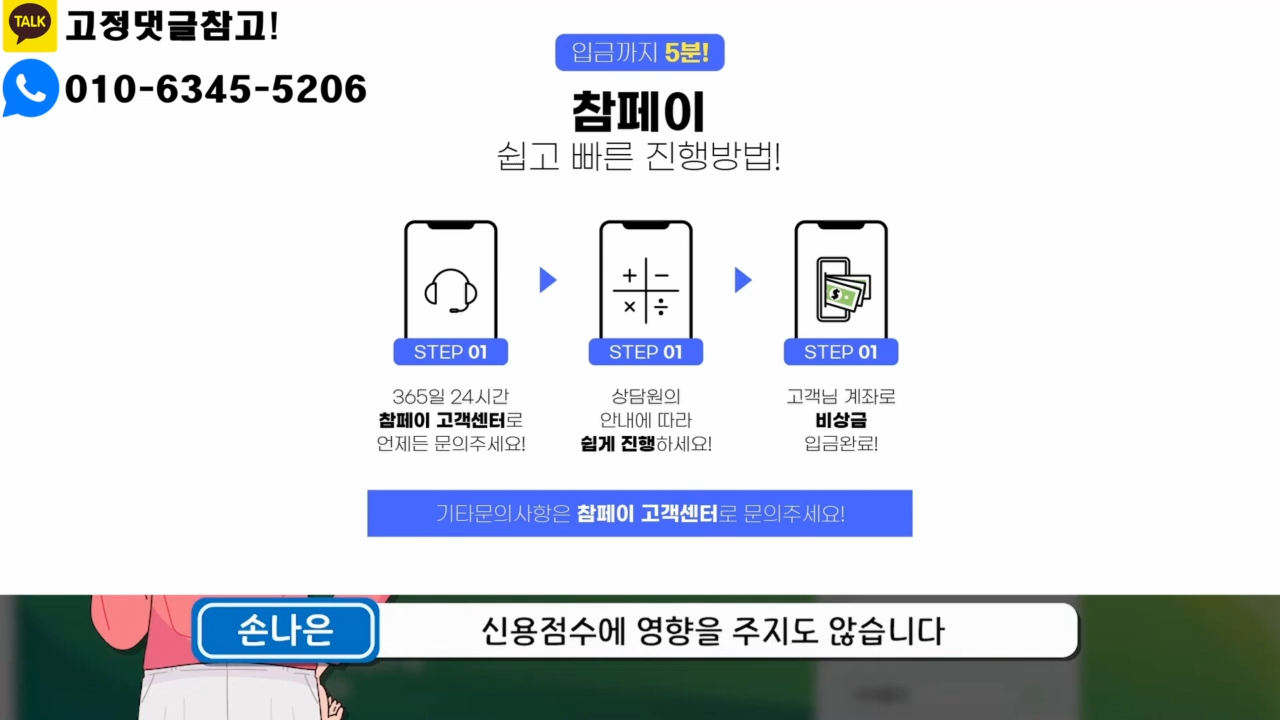 TALK
고정댓글참고!
010-6345-5206
입금까지 5분!
참페이
쉽고 빠른 진행방법!
STEP 01
STEP 01
STEP 01
365일 24시간
참페이 고객센터로
언제든 문의주세요!
상담원의
안내에 따라
쉽게 진행하세요!
고객님 계좌로
비상금
입금완료!
기타문의사항은 참페이 고객센터로 문의주세요!
손나은
신용점수에 영향을 주지도 않습니다